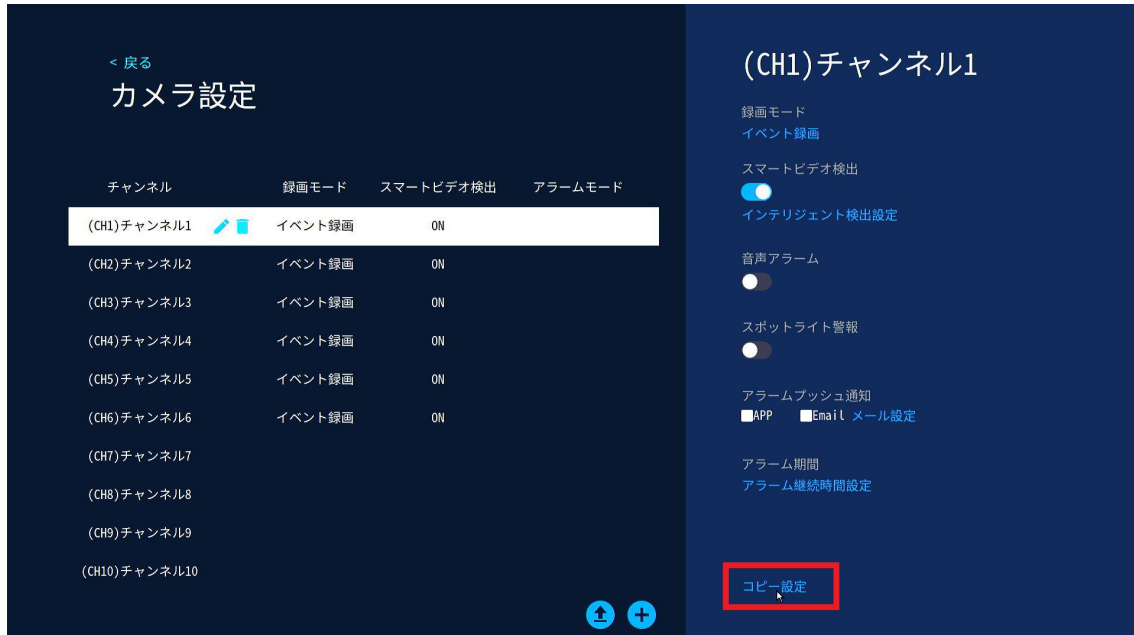 < 戻る
カメラ設定
チャンネル 録画モード スマートビデオ検出 アラームモード
(CH1)チャンネル1 イベント録画 ON
(CH2)チャンネル2 イベント録画 ON
(CH3)チャンネル3 イベント録画 ON
(CH4)チャンネル4 イベント録画 ON
(CH5)チャンネル5 イベント録画 ON
(CH6)チャンネル6 イベント録画 ON
(CH7)チャンネル7
(CH8)チャンネル8
(CH9)チャンネル9
(CH10)チャンネル10
(CH1)チャンネル1
録画モード
イベント録画
スマートビデオ検出
インテリジェント検出設定
音声アラーム
スポットライト警報
アラームプッシュ通知
APP Email メール設定
アラーム期間
アラーム継続時間設定
コピー設定